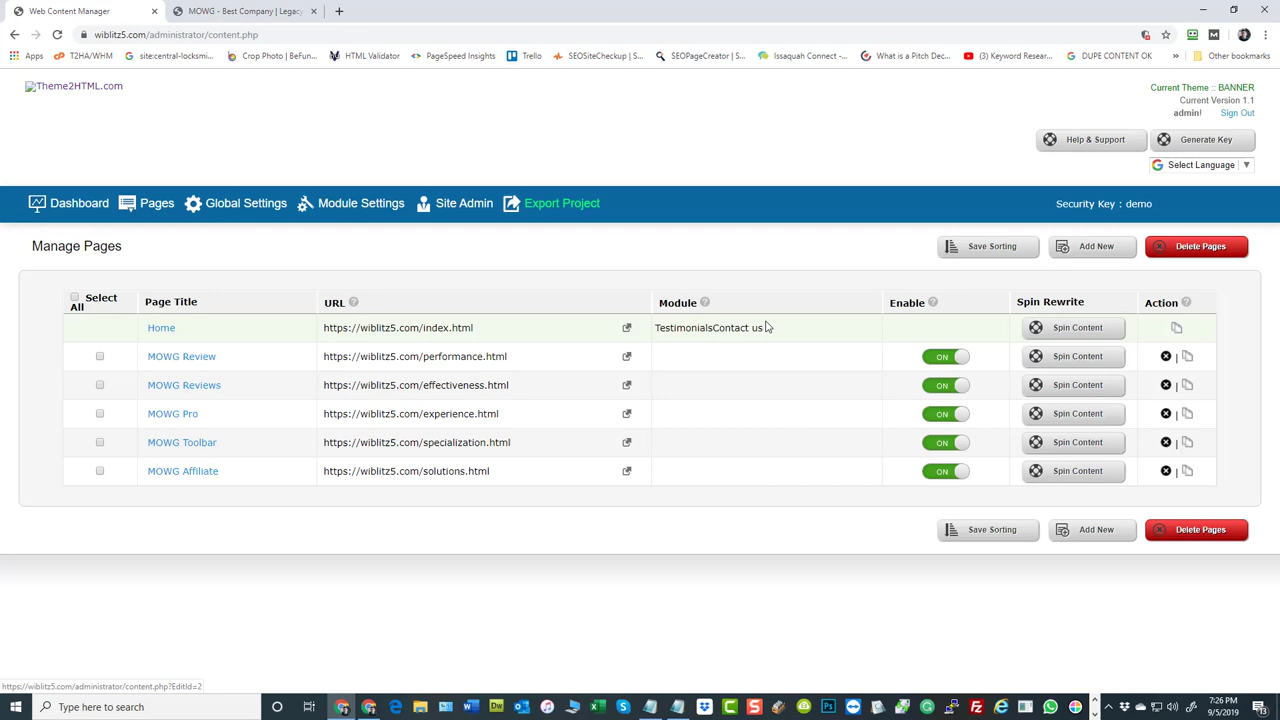 Web Content Manager
MOWG - Best Company | Legacy
wiblitz5.com/administrator/content.php
Apps
T2HA/WHM
site:central-locksmi...
Crop Photo | BeFun...
HTML Validator
PageSpeed Insights
Trello
SEOSiteCheckup | S...
SEOPageCreator | S...
Issaquah Connect -...
What is a Pitch Dec...
(3) Keyword Resear...
DUPE CONTENT OK
»
Other bookmarks
Theme2HTML.com
Current Theme :: BANNER
Current Version 1.1
admin! Sign Out
Help & Support
Generate Key
Select Language ▼
Dashboard
Pages
Global Settings
Module Settings
Site Admin
Export Project
Security Key : demo
Manage Pages
Save Sorting
Add New
Delete Pages
Select All
Page Title
URL
Module
Enable
Spin Rewrite
Action
Home https://wiblitz5.com/index.html TestimonialsContact us Spin Content
MOWG Review https://wiblitz5.com/performance.html ON Spin Content |
MOWG Reviews https://wiblitz5.com/effectiveness.html ON Spin Content |
MOWG Pro https://wiblitz5.com/experience.html ON Spin Content |
MOWG Toolbar https://wiblitz5.com/specialization.html ON Spin Content |
MOWG Affiliate https://wiblitz5.com/solutions.html ON Spin Content |
Save Sorting
Add New
Delete Pages
https://wiblitz5.com/administrator/content.php?EditId=2
Type here to search
7:26 PM
9/5/2019